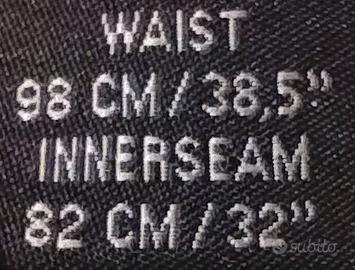 WAIST
98 CM / 38,5"
INNERSEAM
82 CM / 32"
subito